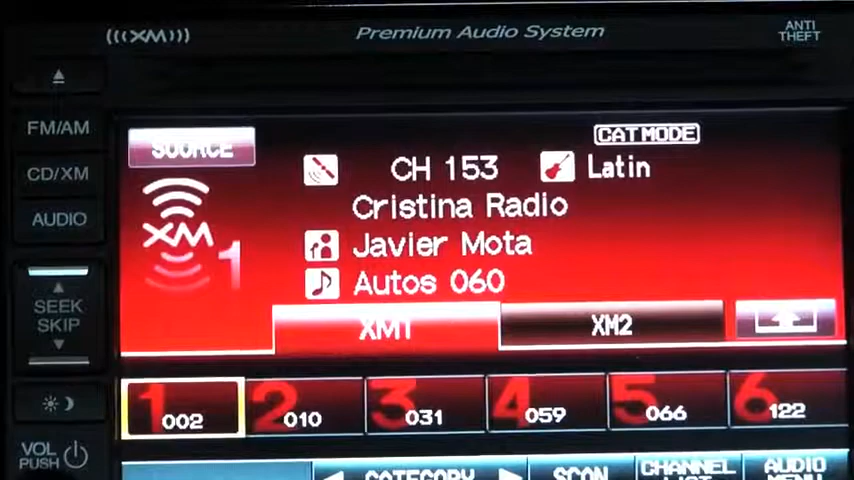 (((XM)))
Premium Audio System
ANTI
THEFT
FM/AM
CD/XM
AUDIO
SEEK
SKIP
VOL
PUSH
SOURCE
CAT MODE
CH 153
Latin
Cristina Radio
Javier Mota
Autos 060
XM 1
XM1
XM2
1 002
2 010
3 031
4 059
5 066
6 122
CATEGORY
SCAN
CHANNEL
LIST
AUDIO
MENU